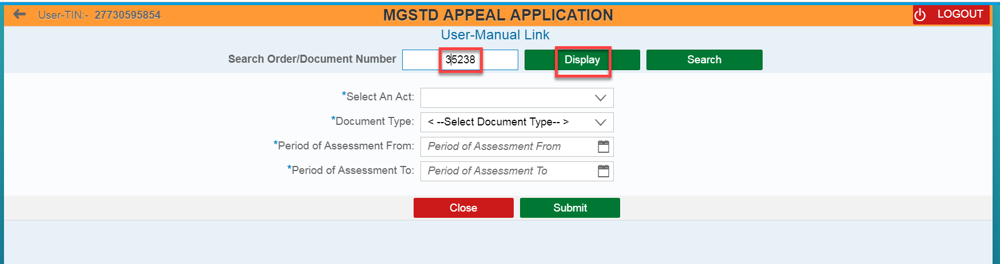 User-TIN:- 27730595854 MGSTD APPEAL APPLICATION LOGOUT
User-Manual Link
Search Order/Document Number 35238 Display Search
*Select An Act:
*Document Type: < --Select Document Type-- >
*Period of Assessment From: Period of Assessment From
*Period of Assessment To: Period of Assessment To
Close Submit